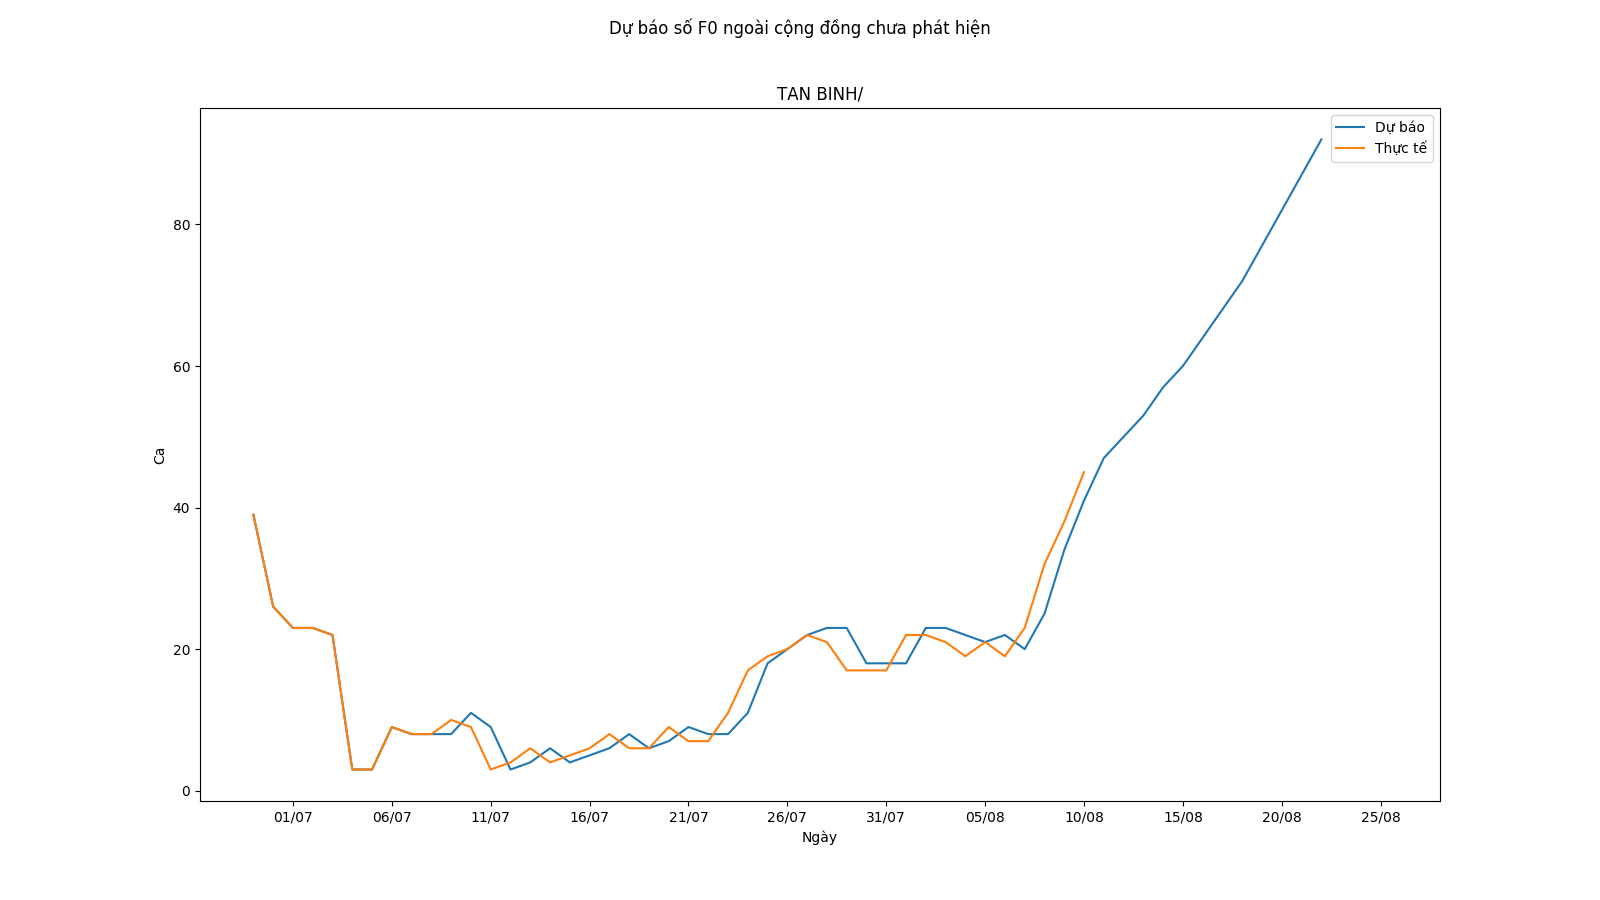 Dự báo số F0 ngoài cộng đồng chưa phát hiện
TAN BINH/
Dự báo
Thực tế
80
60
40
20
0
Ca
01/07 06/07 11/07 16/07 21/07 26/07 31/07 05/08 10/08 15/08 20/08 25/08
Ngày